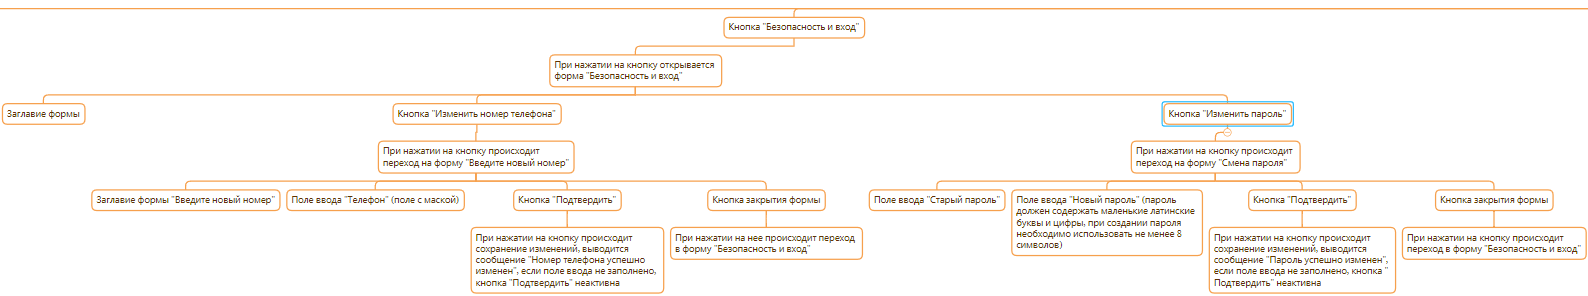 Кнопка "Безопасность и вход"
При нажатии на кнопку открывается
форма "Безопасность и вход"
Заглавие формы
Кнопка "Изменить номер телефона"
Кнопка "Изменить пароль"
При нажатии на кнопку происходит
переход на форму "Введите новый номер"
При нажатии на кнопку происходит
переход на форму "Смена пароля"
Заглавие формы "Введите новый номер"
Поле ввода "Телефон" (поле с маской)
Кнопка "Подтвердить"
Кнопка закрытия формы
Поле ввода "Старый пароль"
Поле ввода "Новый пароль" (пароль
должен содержать маленькие латинские
буквы и цифры, при создании пароля
необходимо использовать не менее 8
символов)
Кнопка "Подтвердить"
Кнопка закрытия формы
При нажатии на кнопку происходит
сохранение изменений, выводится
сообщение "Номер телефона успешно
изменен", если поле ввода не заполнено,
кнопка "Подтвердить" неактивна
При нажатии на нее происходит переход
в форму "Безопасность и вход"
При нажатии на кнопку происходит
сохранение изменений, выводится
сообщение "Пароль успешно изменен",
если поле ввода не заполнено, кнопка "
Подтвердить" неактивна
При нажатии на кнопку происходит
переход в форму "Безопасность и вход"